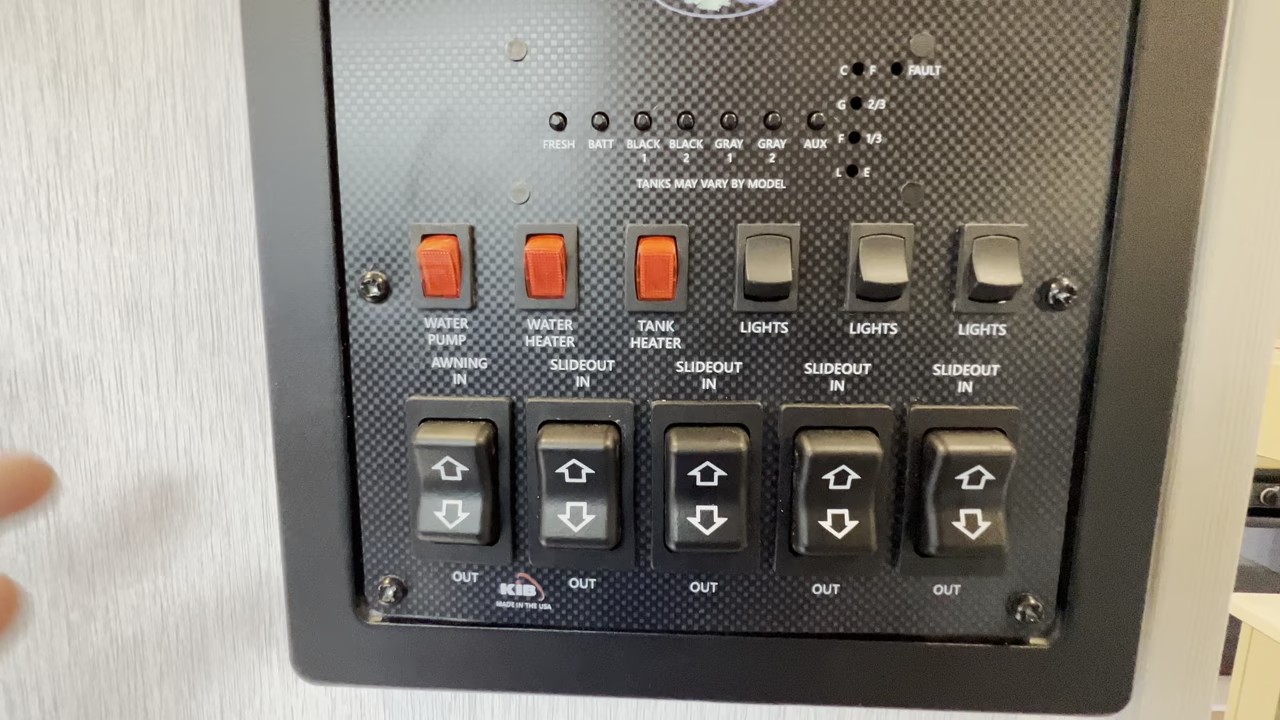 C F FAULT
G 2/3
FRESH BATT BLACK 1 BLACK 2 GRAY 1 GRAY 2 AUX
F 1/3
L E
TANKS MAY VARY BY MODEL
WATER PUMP
WATER HEATER
TANK HEATER
LIGHTS
LIGHTS
LIGHTS
AWNING IN
SLIDEOUT IN
SLIDEOUT IN
SLIDEOUT IN
SLIDEOUT IN
OUT
OUT
OUT
OUT
OUT
KIB
MADE IN THE USA